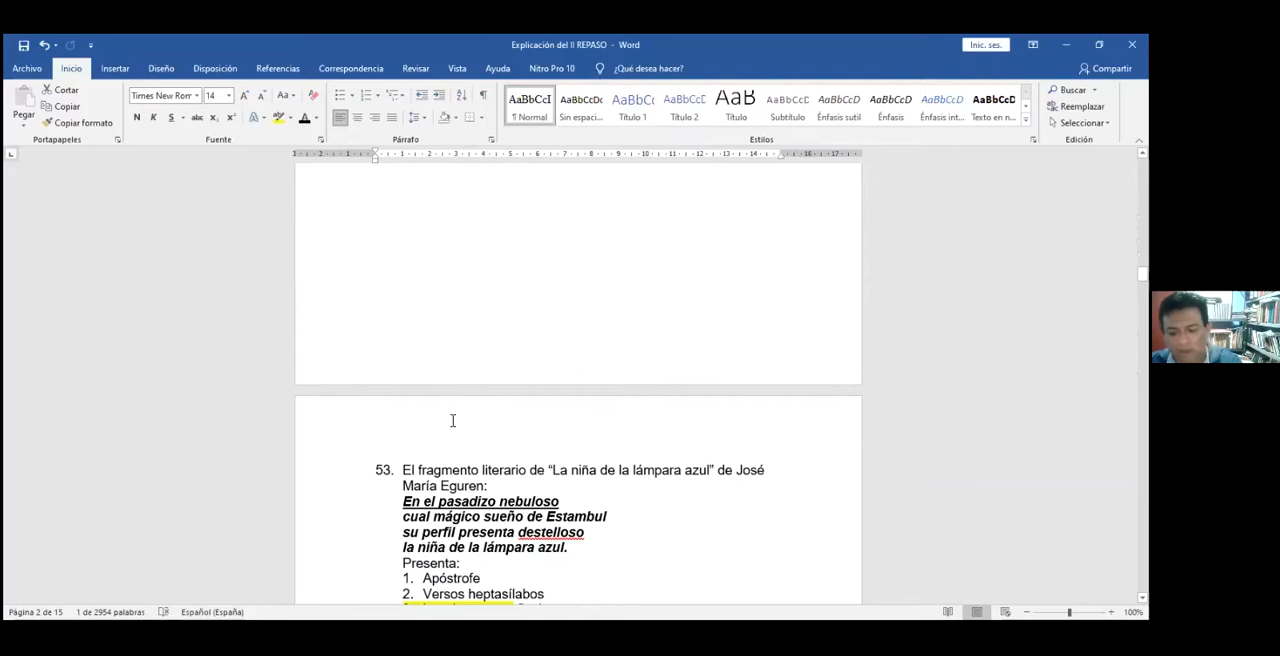 Explicación del II REPASO - Word
Inic. ses.
Archivo Inicio Insertar Diseño Disposición Referencias Correspondencia Revisar Vista Ayuda Nitro Pro 10 ¿Qué desea hacer? Compartir
Pegar
Cortar
Copiar
Copiar formato
Portapapeles
Times New Rom 14
N K S abc
Fuente
Párrafo
AaBbCcI AaBbCcDc AaBbCc AaBbCcD AaB AaBbCcD AaBbCcD AaBbCcD AaBbCcD AaBbCcD
¶ Normal Sin espaci... Título 1 Título 2 Título Subtítulo Énfasis sutil Énfasis Énfasis int... Texto en n...
Estilos
Buscar
Reemplazar
Seleccionar
Edición
53. El fragmento literario de “La niña de la lámpara azul” de José
María Eguren:
En el pasadizo nebuloso
cual mágico sueño de Estambul
su perfil presenta destelloso
la niña de la lámpara azul.
Presenta:
1. Apóstrofe
2. Versos heptasílabos
Página 2 de 15 1 de 2954 palabras Español (España) 100%